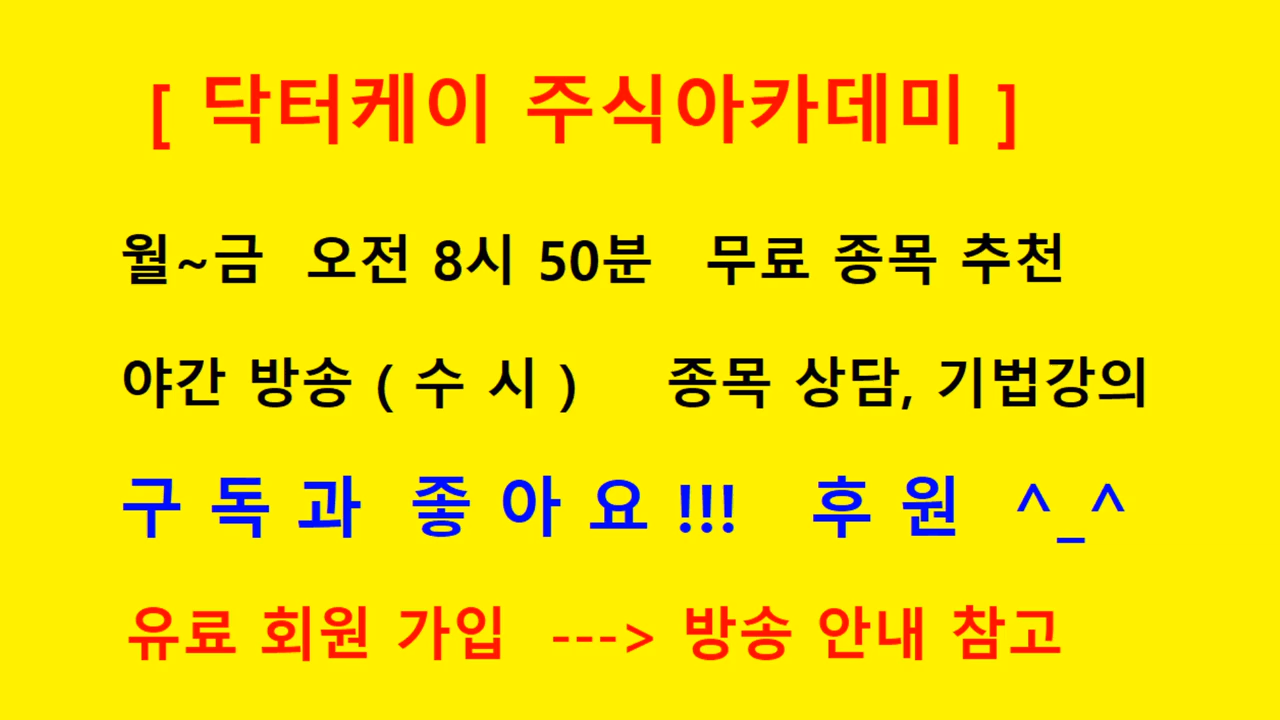 [ 닥터케이 주식아카데미 ]
월~금 오전 8시 50분 무료 종목 추천
야간 방송 ( 수 시 ) 종목 상담, 기법강의
구 독 과 좋 아 요 !!! 후 원 ^_^
유료 회원 가입 ---> 방송 안내 참고